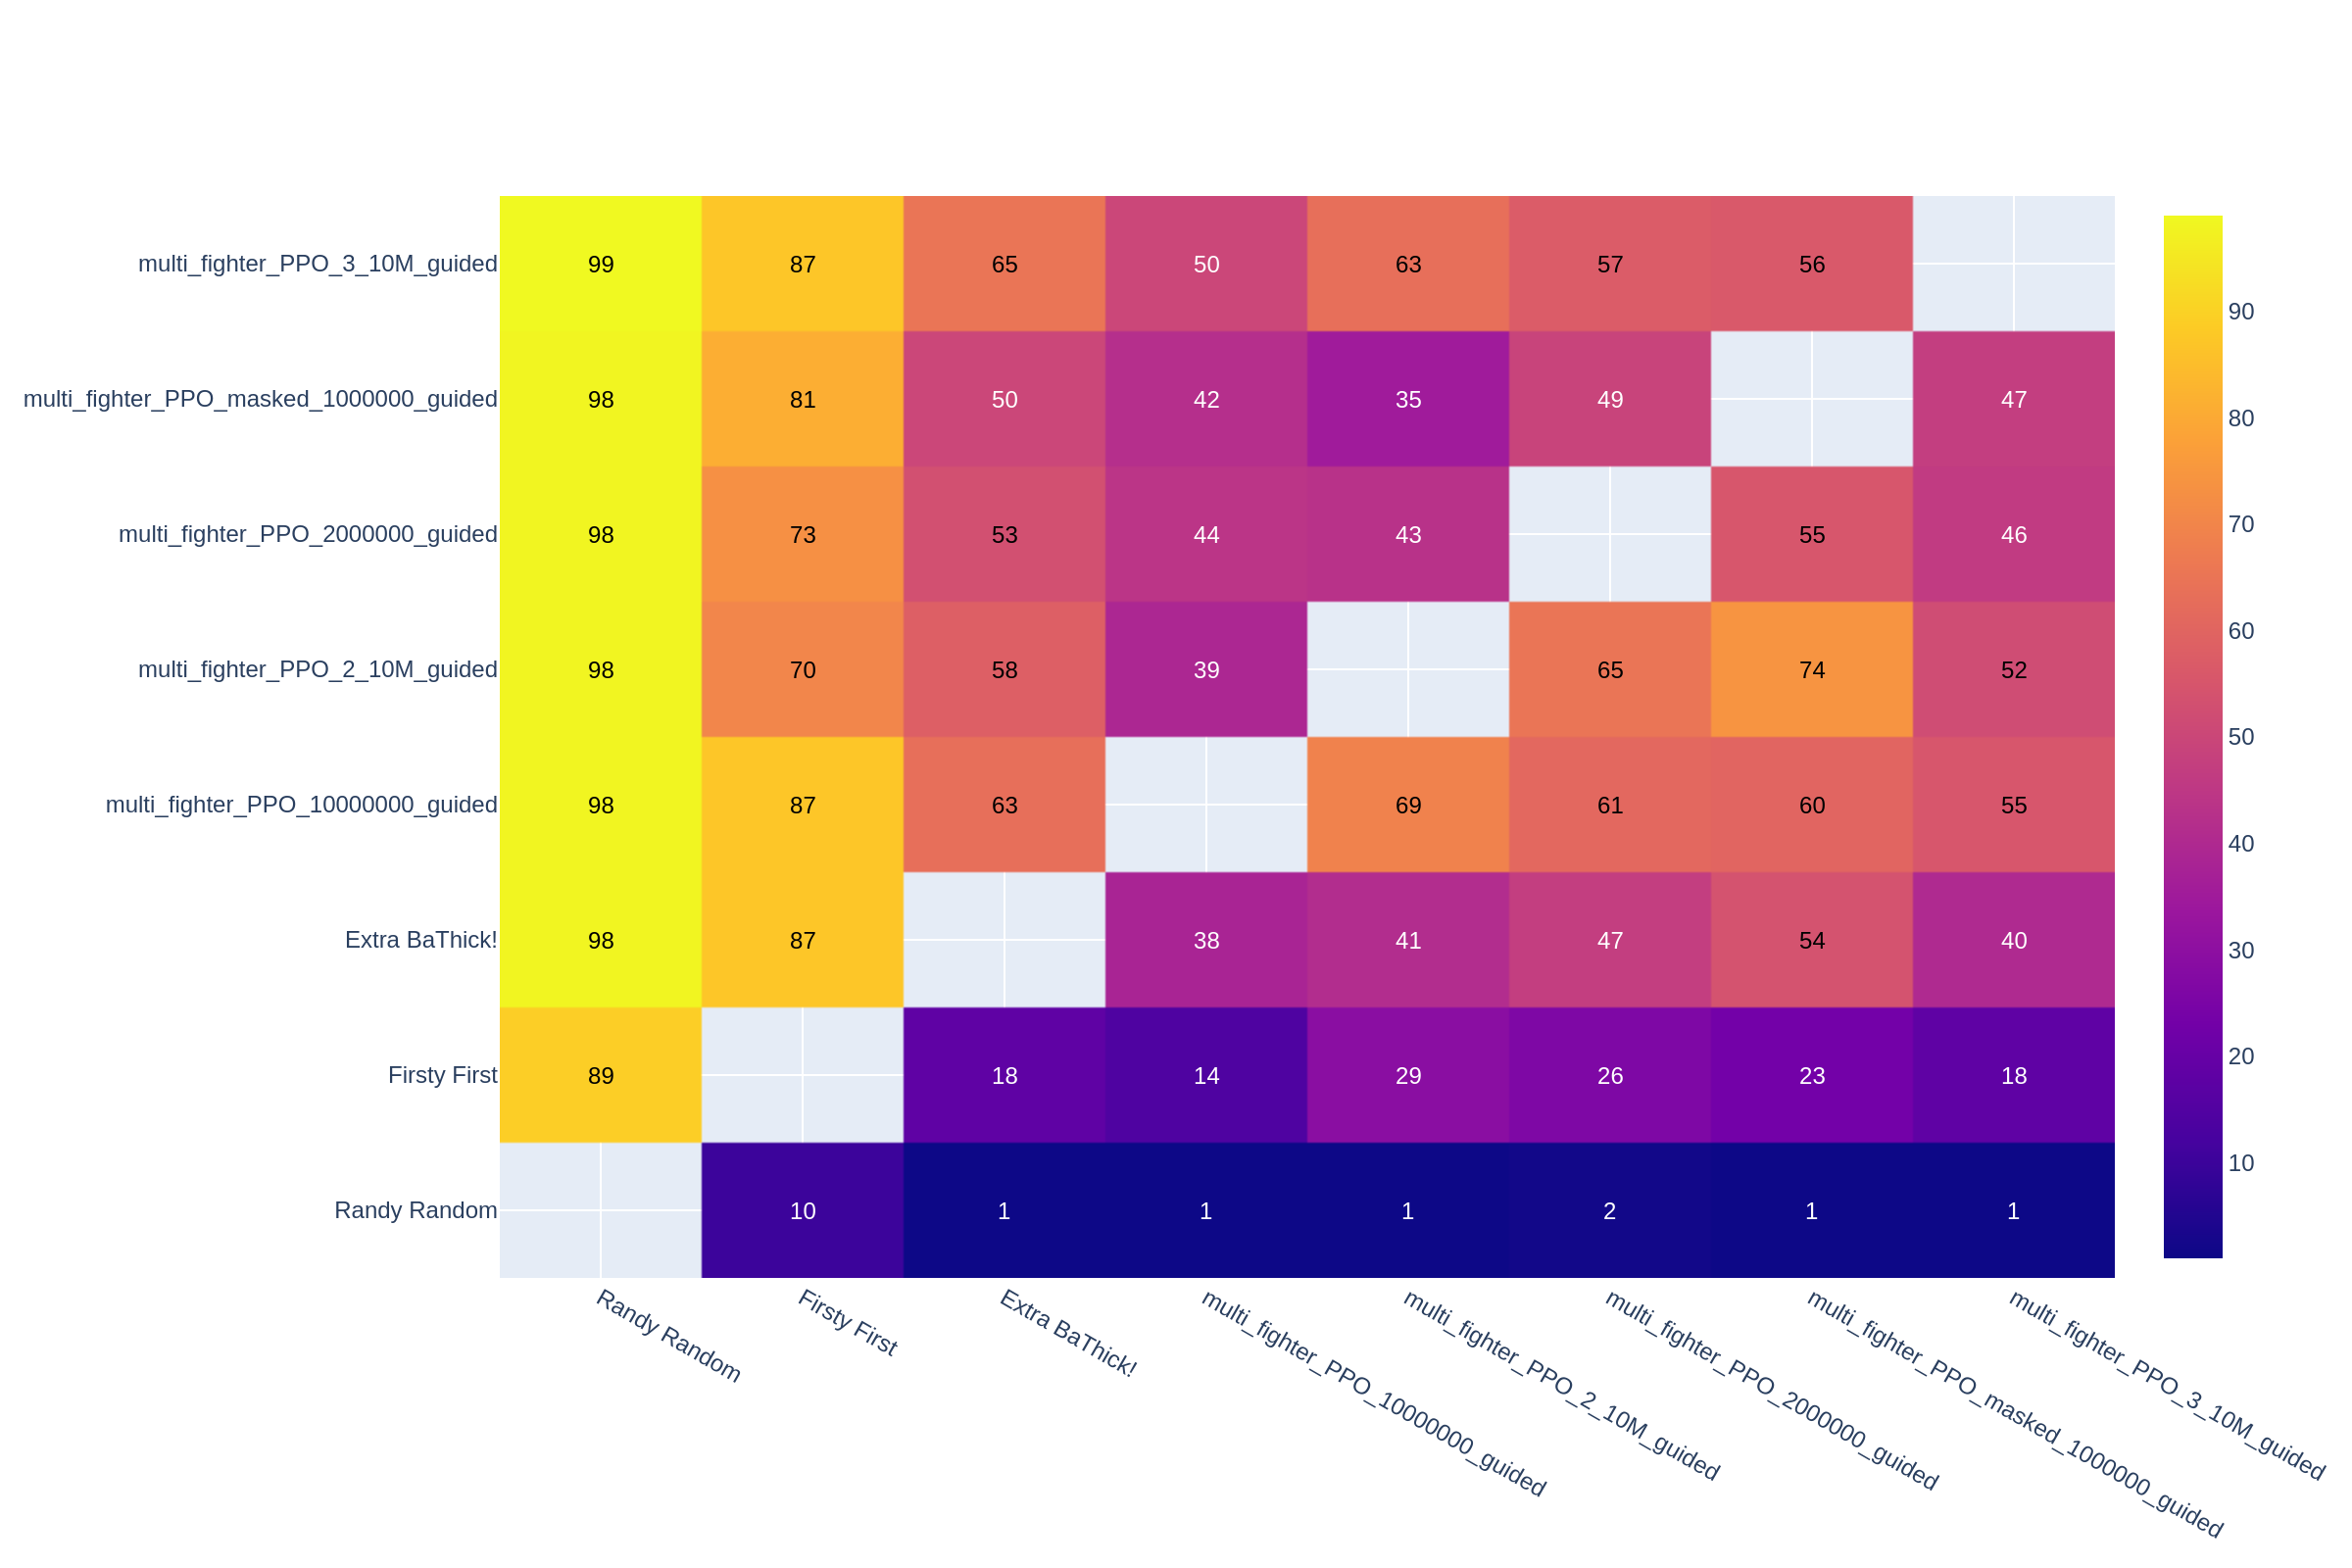 multi_fighter_PPO_3_10M_guided 99 87 65 50 63 57 56
90
multi_fighter_PPO_masked_1000000_guided 98 81 50 42 35 49 47
80
70
multi_fighter_PPO_2000000_guided 98 73 53 44 43 55 46
60
multi_fighter_PPO_2_10M_guided 98 70 58 39 65 74 52
50
multi_fighter_PPO_10000000_guided 98 87 63 69 61 60 55
40
Extra BaThick! 98 87 38 41 47 54 40
30
20
Firsty First 89 18 14 29 26 23 18
10
Randy Random 10 1 1 1 2 1 1
Randy Random
Firsty First
Extra BaThick!
multi_fighter_PPO_10000000_guided
multi_fighter_PPO_2_10M_guided
multi_fighter_PPO_2000000_guided
multi_fighter_PPO_masked_1000000_guided
multi_fighter_PPO_3_10M_guided